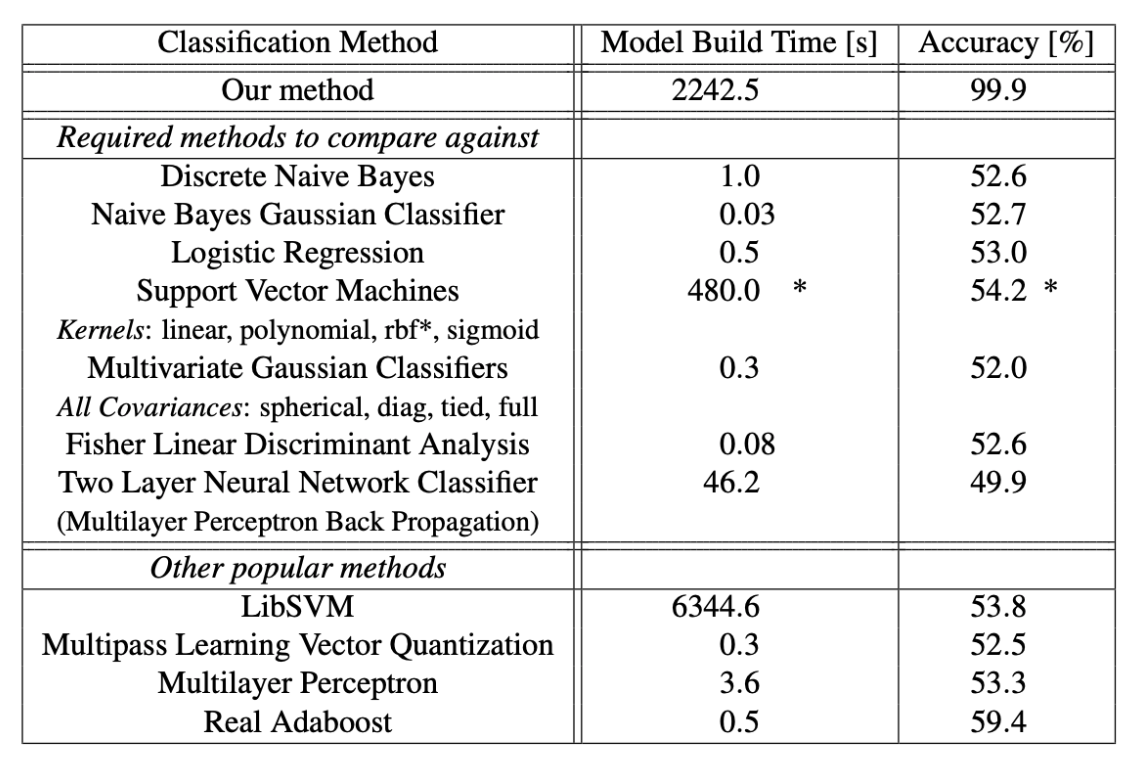 Classification Method Model Build Time [s] Accuracy [%]
Our method 2242.5 99.9
Required methods to compare against
Discrete Naive Bayes 1.0 52.6
Naive Bayes Gaussian Classifier 0.03 52.7
Logistic Regression 0.5 53.0
Support Vector Machines 480.0 * 54.2 *
Kernels: linear, polynomial, rbf*, sigmoid
Multivariate Gaussian Classifiers 0.3 52.0
All Covariances: spherical, diag, tied, full
Fisher Linear Discriminant Analysis 0.08 52.6
Two Layer Neural Network Classifier 46.2 49.9
(Multilayer Perceptron Back Propagation)
Other popular methods
LibSVM 6344.6 53.8
Multipass Learning Vector Quantization 0.3 52.5
Multilayer Perceptron 3.6 53.3
Real Adaboost 0.5 59.4